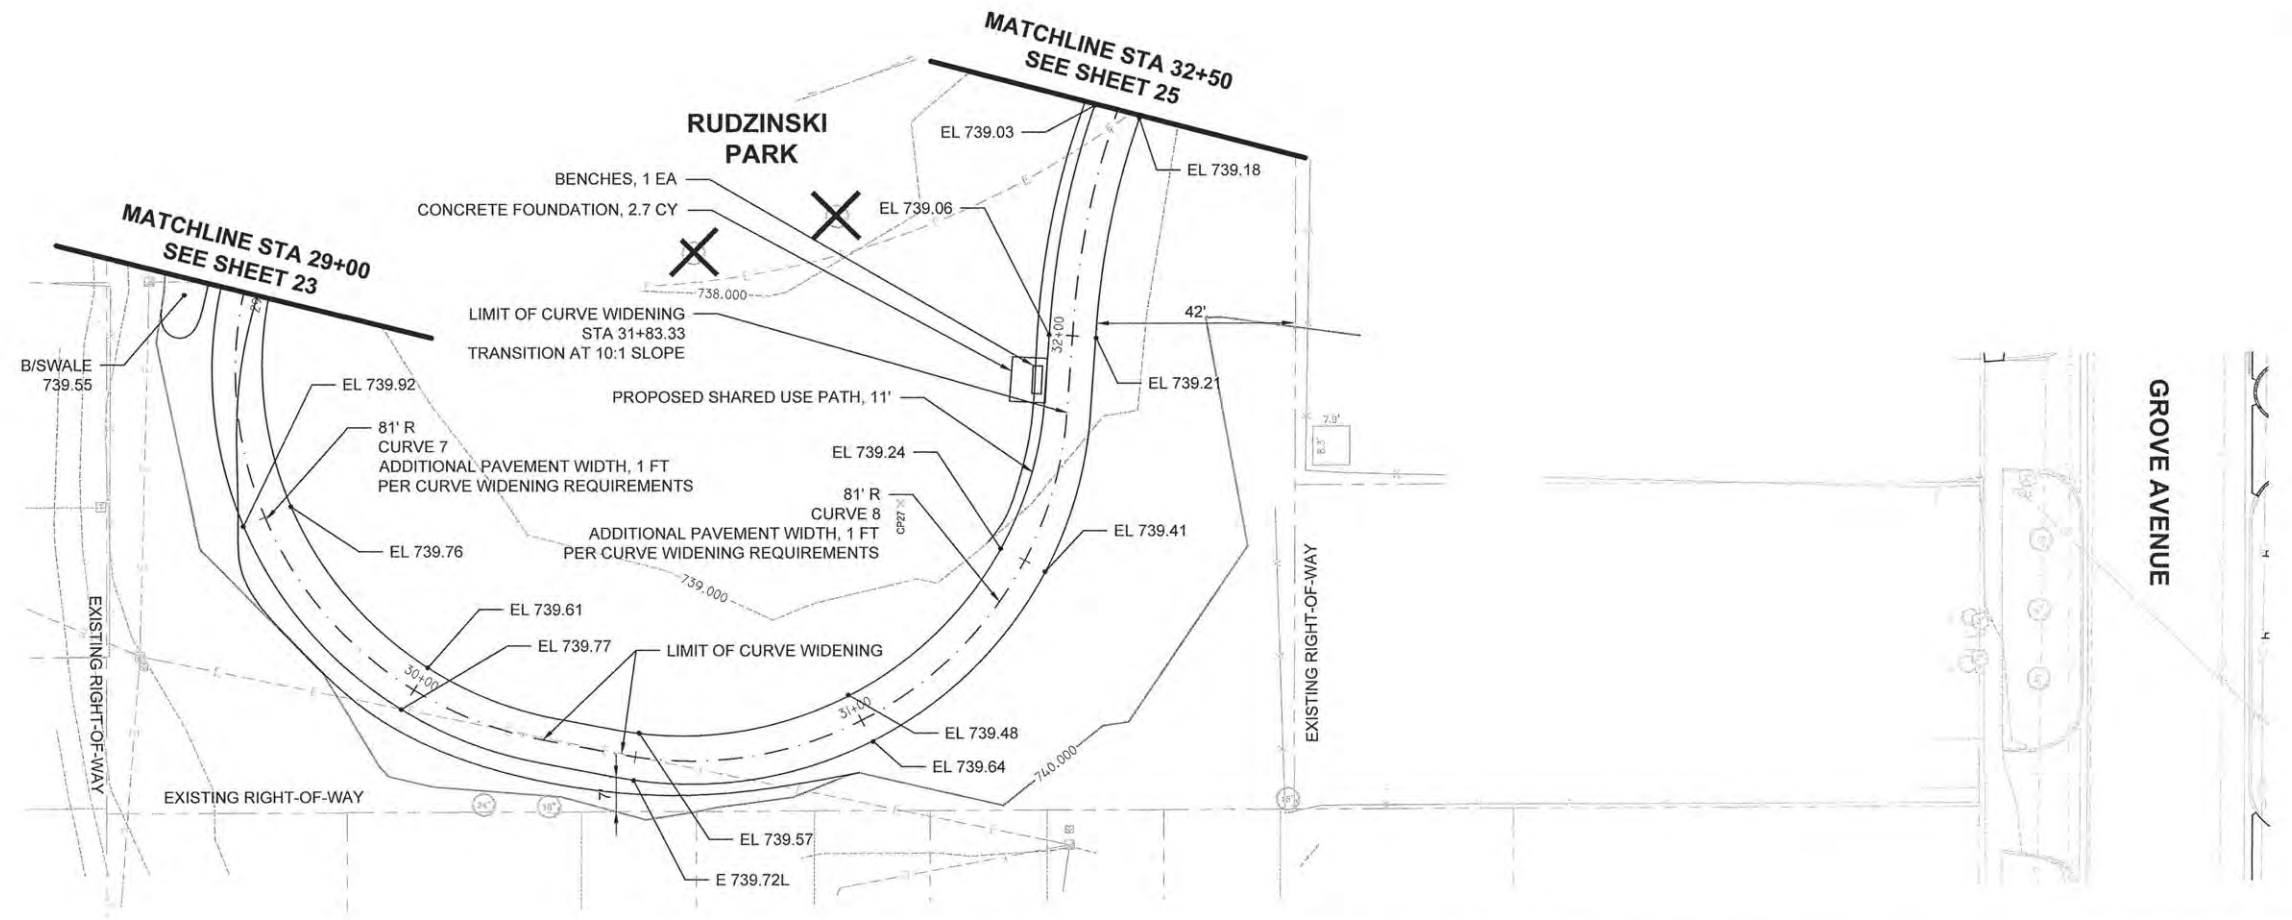 MATCHLINE STA 32+50
SEE SHEET 25
RUDZINSKI
PARK
EL 739.03
EL 739.18
BENCHES, 1 EA
CONCRETE FOUNDATION, 2.7 CY
EL 739.06
MATCHLINE STA 29+00
SEE SHEET 23
738.000
LIMIT OF CURVE WIDENING
STA 31+83.33
TRANSITION AT 10:1 SLOPE
32+00
42'
B/SWALE
739.55
EL 739.92
EL 739.21
PROPOSED SHARED USE PATH, 11'
81' R
CURVE 7
ADDITIONAL PAVEMENT WIDTH, 1 FT
PER CURVE WIDENING REQUIREMENTS
7.9'
8.3'
GROVE AVENUE
EL 739.24
81' R
CURVE 8
ADDITIONAL PAVEMENT WIDTH, 1 FT
PER CURVE WIDENING REQUIREMENTS
CP27
EL 739.41
EL 739.76
739.000
EXISTING RIGHT-OF-WAY
EL 739.61
EL 739.77
LIMIT OF CURVE WIDENING
30+00
31+00
EXISTING RIGHT-OF-WAY
EL 739.48
EL 739.64
740.000
EXISTING RIGHT-OF-WAY
7'
EL 739.57
E 739.72L